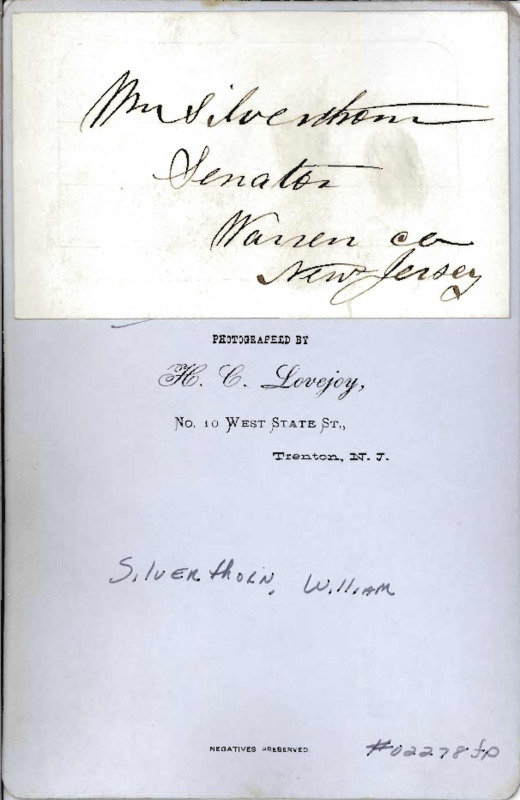 Wm Silverthorn
Senator
Warren co
New Jersey
PHOTOGRAPHED BY
H. C. Lovejoy,
No. 10 West State St.,
Trenton, N. J.
Silverthorn, William
NEGATIVES PRESERVED.
#02278fp